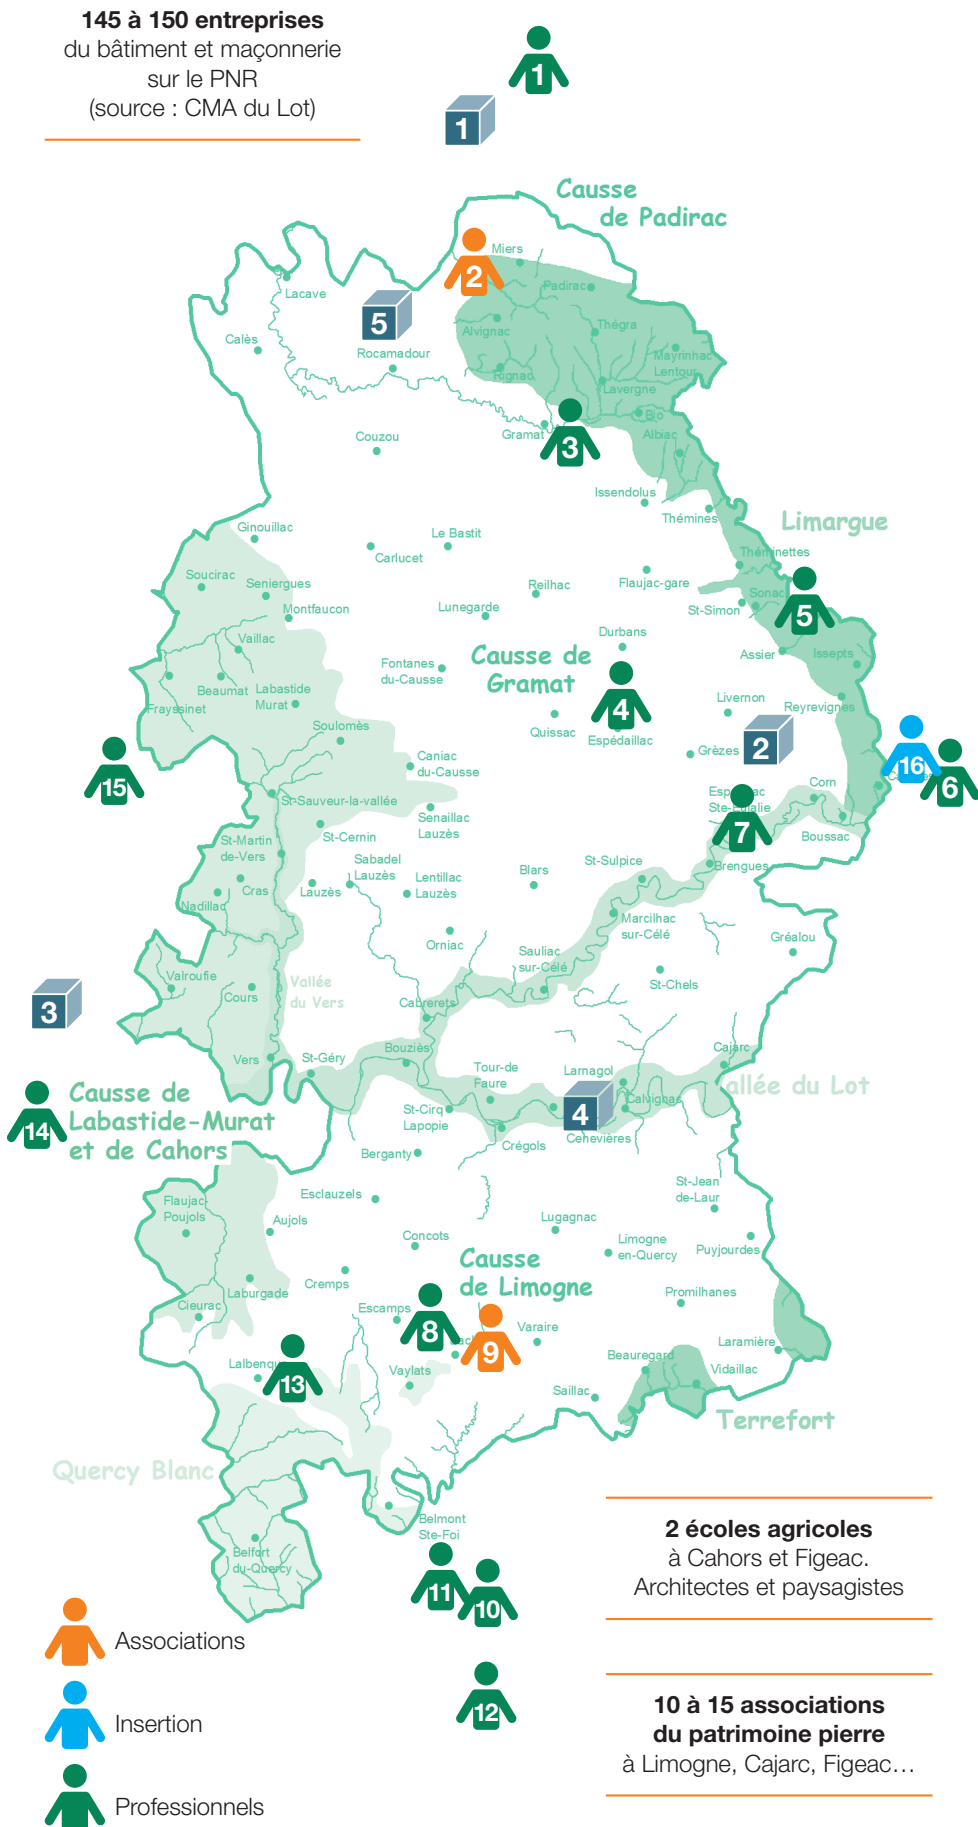 145 à 150 entreprises
du bâtiment et maçonnerie
sur le PNR
(source : CMA du Lot)
1
1
Causse
de Padirac
Miers
2
Padirac
Lacave
5
Alvignac
Thégra
Calès
Rocamadour
Mayrinhac
Lentour
Rignac
Lavergne
Bio
Gramat
3
Albiac
Couzou
Issendolus
Thémines
Limargue
Ginouillac
Le Bastit
Carlucet
Théminettes
Soucirac
Seniergues
Reilhac
Flaujac-gare
Sonac
Montfaucon
Lunegarde
St-Simon
5
Vaillac
Durbans
Causse de
Gramat
Assier
Issepts
Fontanes
du-Causse
Beaumat
Labastide
Murat
4
Livernon
Reyrevignes
Frayssinet
Soulomès
Quissac
Espédaillac
Grèzes
2
15
Caniac
du-Causse
16
6
Corn
St-Sauveur-la-vallée
Senaillac
Lauzès
Ste-Eulalie
7
St-Cernin
Boussac
St-Martin
de-Vers
Sabadel
Lauzès
St-Sulpice
Brengues
Cras
Lauzès
Lentillac
Lauzès
Blars
Nadillac
Marcilhac
sur-Célé
Orniac
Gréalou
Sauliac
sur-Célé
Valroufie
Cours
Vallée
du Vers
St-Chels
3
Cabrerets
Vers
St-Géry
Bouziès
Cajarc
Tour-de
Faure
Larnagol
allée du Lot
14
Causse de
Labastide-Murat
et de Cahors
St-Cirq
Lapopie
4
Calvignac
Crégols
Cenevières
Berganty
Flaujac-
Poujols
Esclauzels
St-Jean
de-Laur
Aujols
Lugagnac
Concots
Limogne
en-Quercy
Puyjourdes
Causse
de Limogne
Cremps
Laburgade
Promilhanes
Cieurac
Escamps
8
9
Varaire
Laramière
Lalbenque
13
Beauregard
Vidaillac
Vaylats
Saillac
Terrefort
Quercy Blanc
Belmont
Ste-Foi
Belfort
du-Quercy
11
10
2 écoles agricoles
à Cahors et Figeac.
Architectes et paysagistes
Associations
12
Insertion
10 à 15 associations
du patrimoine pierre
à Limogne, Cajarc, Figeac…
Professionnels